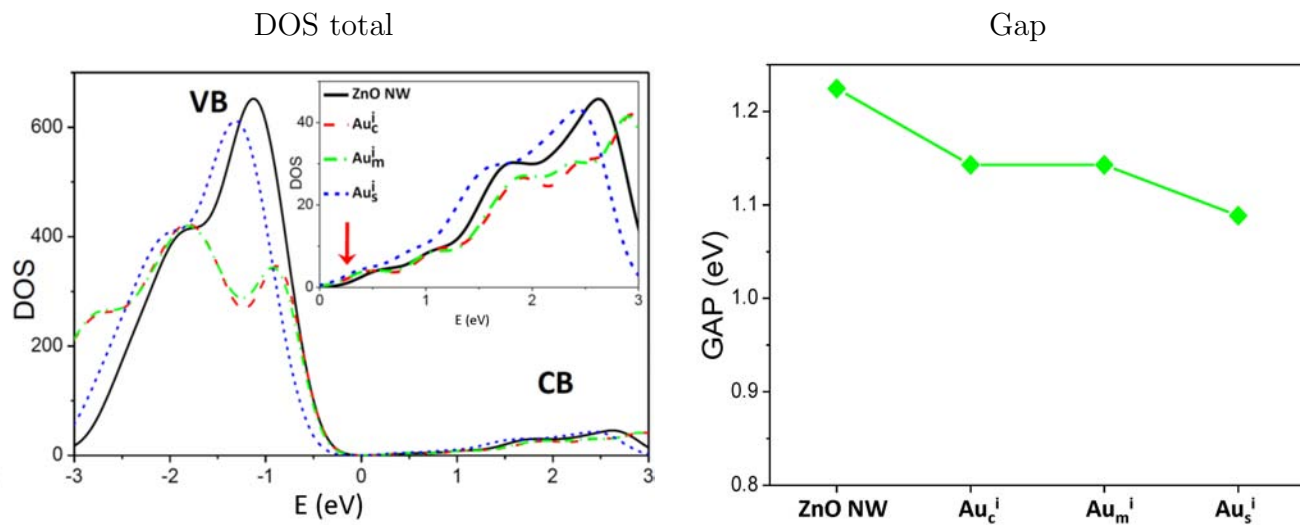 DOS total
Gap
VB
CB
DOS
600
400
200
0
-3
-2
-1
0
1
2
3
E (eV)
ZnO NW
Au_c^i
Au_m^i
Au_s^i
DOS
40
20
0
0
1
2
3
E (eV)
GAP (eV)
1.2
1.1
1.0
0.9
0.8
ZnO NW
Au_c^i
Au_m^i
Au_s^i